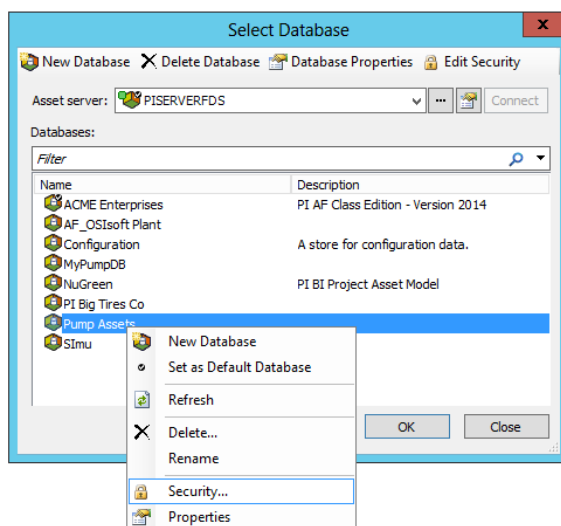 Select Database
x
New Database Delete Database Database Properties Edit Security
Asset server: PISERVERFDS ... Connect
Databases:
Filter
Name Description
ACME Enterprises PI AF Class Edition - Version 2014
AF_OSIsoft Plant
Configuration A store for configuration data.
MyPumpDB
NuGreen PI BI Project Asset Model
PI Big Tires Co
Pump Assets
SImu
New Database
Set as Default Database
Refresh
Delete...
Rename
Security...
Properties
OK Close